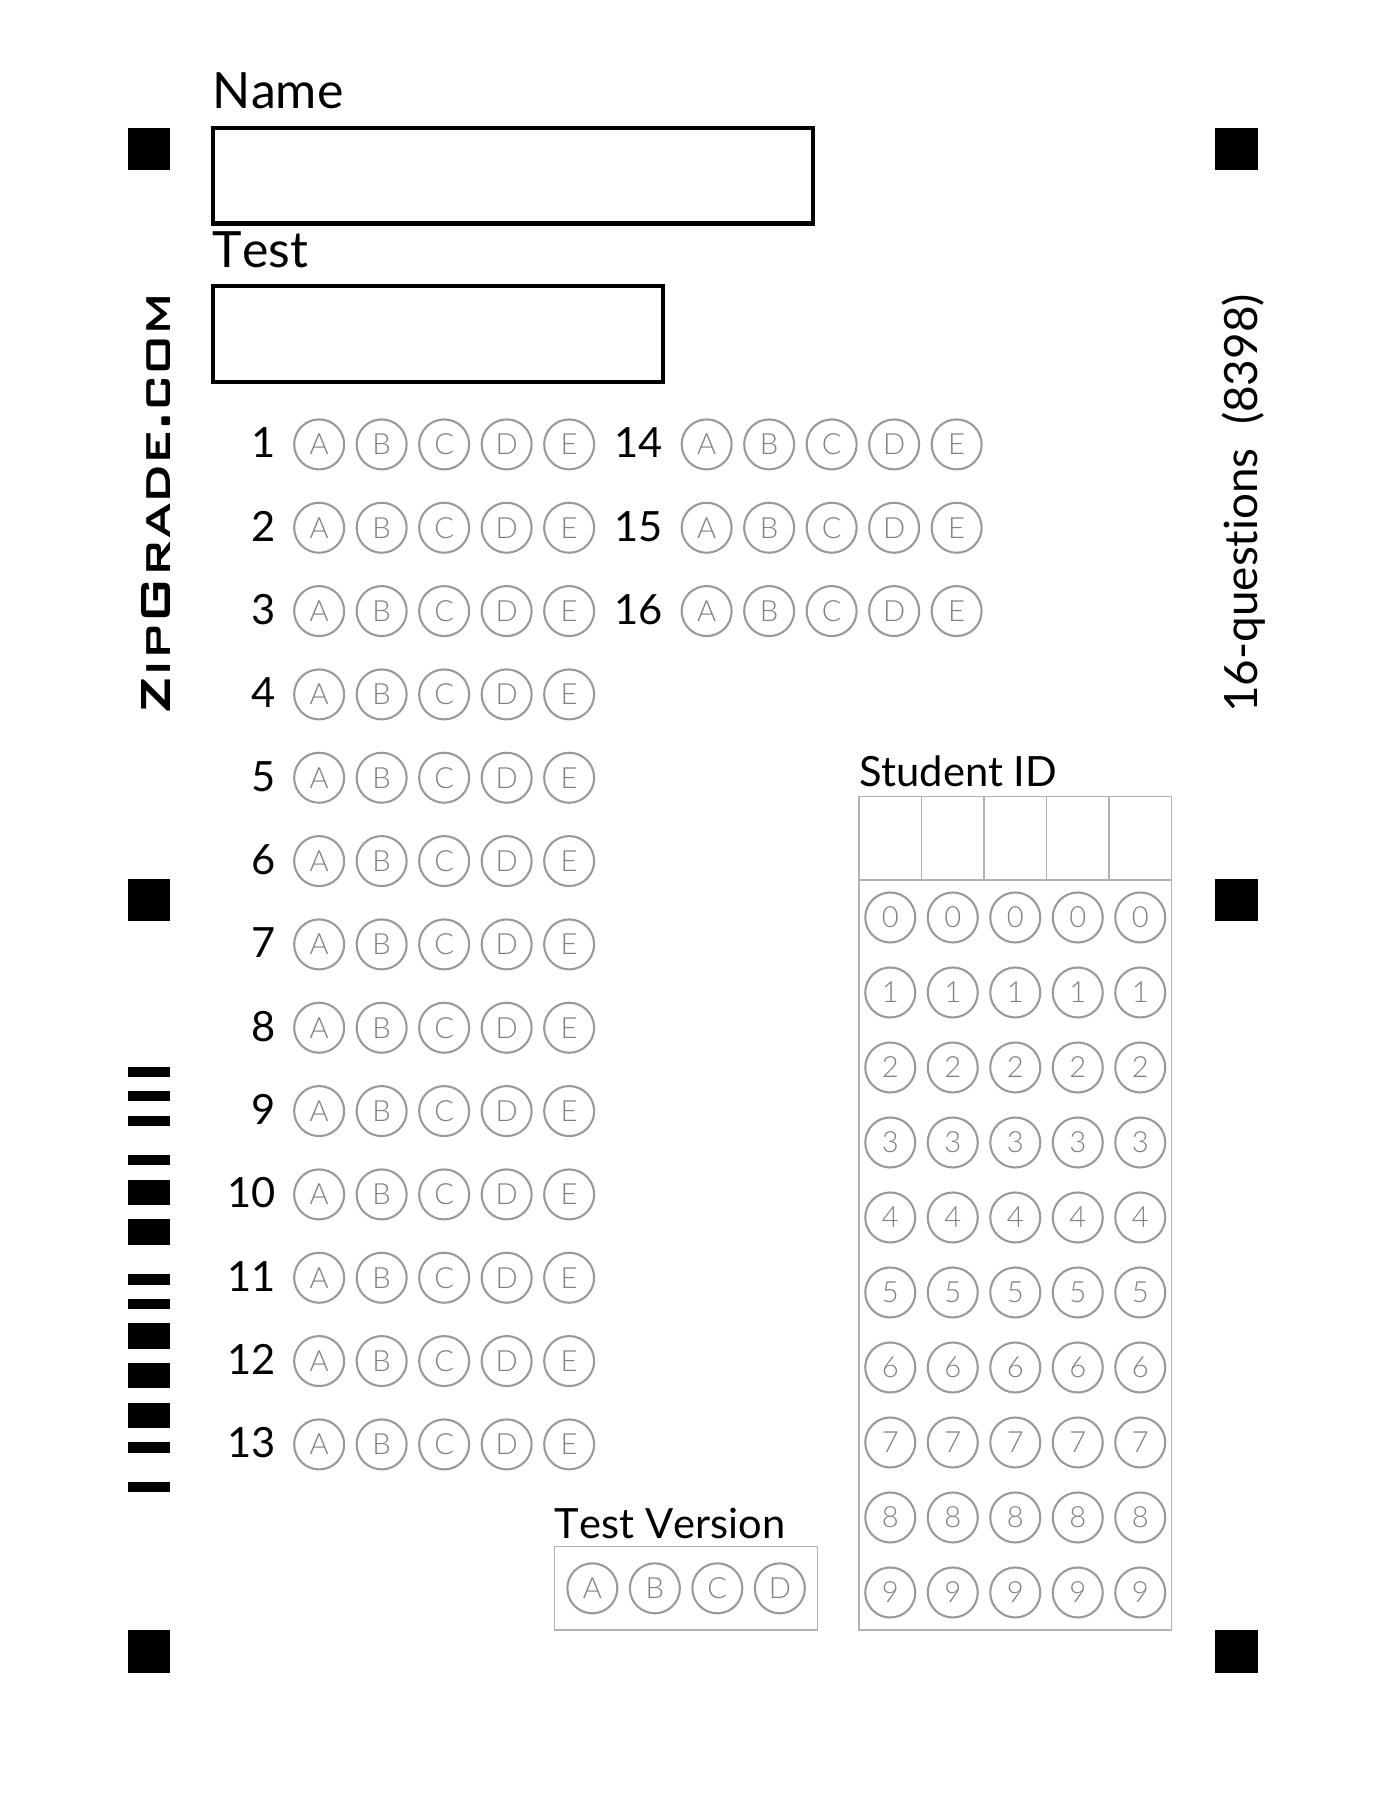 Name
Test
ZIPGRADE.COM
16-questions (8398)
1 A B C D E 14 A B C D E
2 A B C D E 15 A B C D E
3 A B C D E 16 A B C D E
4 A B C D E
5 A B C D E
6 A B C D E
7 A B C D E
8 A B C D E
9 A B C D E
10 A B C D E
11 A B C D E
12 A B C D E
13 A B C D E
Student ID
0 0 0 0 0
1 1 1 1 1
2 2 2 2 2
3 3 3 3 3
4 4 4 4 4
5 5 5 5 5
6 6 6 6 6
7 7 7 7 7
8 8 8 8 8
9 9 9 9 9
Test Version
A B C D